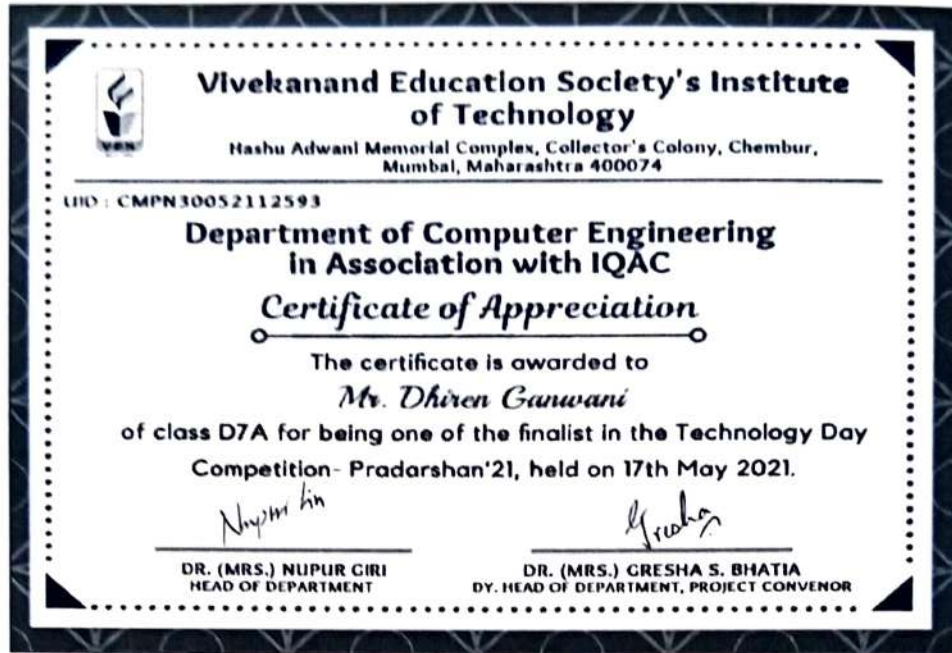 Vivekanand Education Society's Institute
of Technology
Hashu Adwani Memorial Complex, Collector's Colony, Chembur,
Mumbai, Maharashtra 400074
V.E.S.
UID : CMPN30052112593
Department of Computer Engineering
in Association with IQAC
Certificate of Appreciation
The certificate is awarded to
Mr. Dhiren Ganwani
of class D7A for being one of the finalist in the Technology Day
Competition- Pradarshan'21, held on 17th May 2021.
DR. (MRS.) NUPUR GIRI
HEAD OF DEPARTMENT
DR. (MRS.) GRESHA S. BHATIA
DY. HEAD OF DEPARTMENT, PROJECT CONVENOR